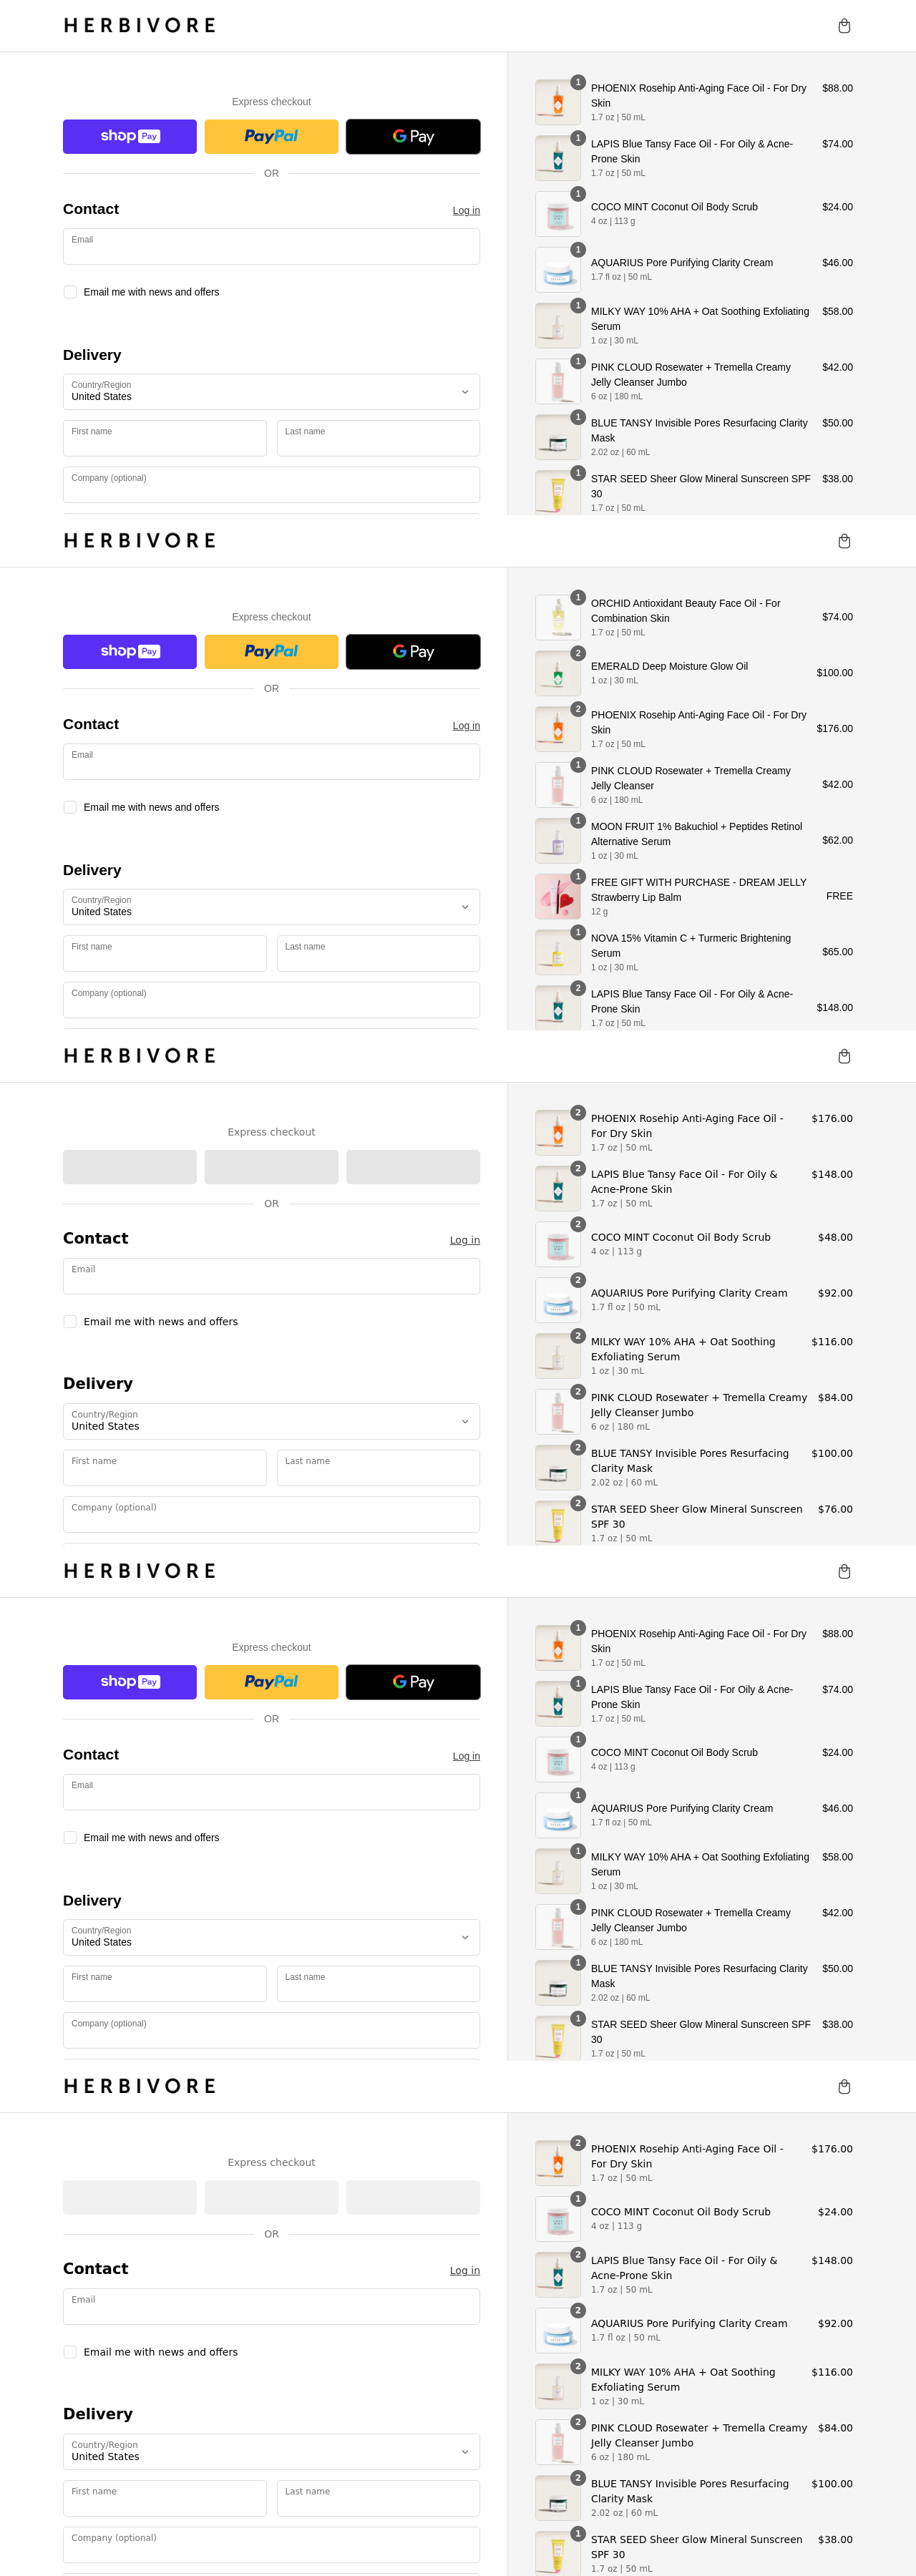 HERBIVORE
Express checkout
shop Pay
PayPal
G Pay
OR
Contact
Log in
Email
Email me with news and offers
Delivery
Country/Region
United States
First name
Last name
Company (optional)
1
PHOENIX Rosehip Anti-Aging Face Oil - For Dry
Skin
1.7 oz | 50 mL
$88.00
1
LAPIS Blue Tansy Face Oil - For Oily & Acne-
Prone Skin
1.7 oz | 50 mL
$74.00
1
COCO MINT Coconut Oil Body Scrub
4 oz | 113 g
$24.00
1
AQUARIUS Pore Purifying Clarity Cream
1.7 fl oz | 50 mL
$46.00
1
MILKY WAY 10% AHA + Oat Soothing Exfoliating
Serum
1 oz | 30 mL
$58.00
1
PINK CLOUD Rosewater + Tremella Creamy
Jelly Cleanser Jumbo
6 oz | 180 mL
$42.00
1
BLUE TANSY Invisible Pores Resurfacing Clarity
Mask
2.02 oz | 60 mL
$50.00
1
STAR SEED Sheer Glow Mineral Sunscreen SPF
30
1.7 oz | 50 mL
$38.00
HERBIVORE
Express checkout
shop Pay
PayPal
G Pay
OR
Contact
Log in
Email
Email me with news and offers
Delivery
Country/Region
United States
First name
Last name
Company (optional)
1
ORCHID Antioxidant Beauty Face Oil - For
Combination Skin
1.7 oz | 50 mL
$74.00
2
EMERALD Deep Moisture Glow Oil
1 oz | 30 mL
$100.00
2
PHOENIX Rosehip Anti-Aging Face Oil - For Dry
Skin
1.7 oz | 50 mL
$176.00
1
PINK CLOUD Rosewater + Tremella Creamy
Jelly Cleanser
6 oz | 180 mL
$42.00
1
MOON FRUIT 1% Bakuchiol + Peptides Retinol
Alternative Serum
1 oz | 30 mL
$62.00
1
FREE GIFT WITH PURCHASE - DREAM JELLY
Strawberry Lip Balm
12 g
FREE
1
NOVA 15% Vitamin C + Turmeric Brightening
Serum
1 oz | 30 mL
$65.00
2
LAPIS Blue Tansy Face Oil - For Oily & Acne-
Prone Skin
1.7 oz | 50 mL
$148.00
HERBIVORE
Express checkout
OR
Contact
Log in
Email
Email me with news and offers
Delivery
Country/Region
United States
First name
Last name
Company (optional)
2
PHOENIX Rosehip Anti-Aging Face Oil -
For Dry Skin
1.7 oz | 50 mL
$176.00
2
LAPIS Blue Tansy Face Oil - For Oily &
Acne-Prone Skin
1.7 oz | 50 mL
$148.00
2
COCO MINT Coconut Oil Body Scrub
4 oz | 113 g
$48.00
2
AQUARIUS Pore Purifying Clarity Cream
1.7 fl oz | 50 mL
$92.00
2
MILKY WAY 10% AHA + Oat Soothing
Exfoliating Serum
1 oz | 30 mL
$116.00
2
PINK CLOUD Rosewater + Tremella Creamy
Jelly Cleanser Jumbo
6 oz | 180 mL
$84.00
2
BLUE TANSY Invisible Pores Resurfacing
Clarity Mask
2.02 oz | 60 mL
$100.00
2
STAR SEED Sheer Glow Mineral Sunscreen
SPF 30
1.7 oz | 50 mL
$76.00
HERBIVORE
Express checkout
shop Pay
PayPal
G Pay
OR
Contact
Log in
Email
Email me with news and offers
Delivery
Country/Region
United States
First name
Last name
Company (optional)
1
PHOENIX Rosehip Anti-Aging Face Oil - For Dry
Skin
1.7 oz | 50 mL
$88.00
1
LAPIS Blue Tansy Face Oil - For Oily & Acne-
Prone Skin
1.7 oz | 50 mL
$74.00
1
COCO MINT Coconut Oil Body Scrub
4 oz | 113 g
$24.00
1
AQUARIUS Pore Purifying Clarity Cream
1.7 fl oz | 50 mL
$46.00
1
MILKY WAY 10% AHA + Oat Soothing Exfoliating
Serum
1 oz | 30 mL
$58.00
1
PINK CLOUD Rosewater + Tremella Creamy
Jelly Cleanser Jumbo
6 oz | 180 mL
$42.00
1
BLUE TANSY Invisible Pores Resurfacing Clarity
Mask
2.02 oz | 60 mL
$50.00
1
STAR SEED Sheer Glow Mineral Sunscreen SPF
30
1.7 oz | 50 mL
$38.00
HERBIVORE
Express checkout
OR
Contact
Log in
Email
Email me with news and offers
Delivery
Country/Region
United States
First name
Last name
Company (optional)
2
PHOENIX Rosehip Anti-Aging Face Oil -
For Dry Skin
1.7 oz | 50 mL
$176.00
1
COCO MINT Coconut Oil Body Scrub
4 oz | 113 g
$24.00
2
LAPIS Blue Tansy Face Oil - For Oily &
Acne-Prone Skin
1.7 oz | 50 mL
$148.00
2
AQUARIUS Pore Purifying Clarity Cream
1.7 fl oz | 50 mL
$92.00
2
MILKY WAY 10% AHA + Oat Soothing
Exfoliating Serum
1 oz | 30 mL
$116.00
2
PINK CLOUD Rosewater + Tremella Creamy
Jelly Cleanser Jumbo
6 oz | 180 mL
$84.00
2
BLUE TANSY Invisible Pores Resurfacing
Clarity Mask
2.02 oz | 60 mL
$100.00
1
STAR SEED Sheer Glow Mineral Sunscreen
SPF 30
1.7 oz | 50 mL
$38.00